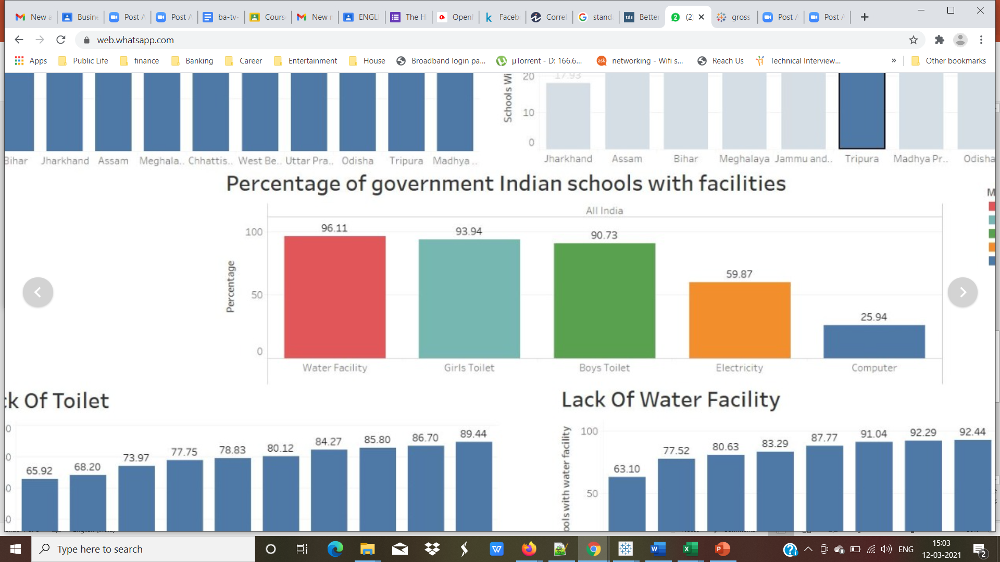 New a
Busine
Post A
Post A
ba-tv-
Cours
New m
ENGLI
The H
Open
Faceb
Correl
stand
Better
(2)
gross
Post A
Post A
web.whatsapp.com
Apps
Public Life
finance
Banking
Career
Entertainment
House
Broadband login pa...
µTorrent - D: 166.6...
networking - Wifi s...
Reach Us
Technical Interview...
»
Other bookmarks
Bihar
Jharkhand
Assam
Meghala..
Chhattis..
West Be..
Uttar Pra..
Odisha
Tripura
Madhya ..
Schools Wi
20
10
0
17.93
Jharkhand
Assam
Bihar
Meghalaya
Jammu and..
Tripura
Madhya Pr..
Odisha
Percentage of government Indian schools with facilities
M
All India
Percentage
100
50
0
96.11
93.94
90.73
59.87
25.94
Water Facility
Girls Toilet
Boys Toilet
Electricity
Computer
ck Of Toilet
65.92
68.20
73.97
77.75
78.83
80.12
84.27
85.80
86.70
89.44
Lack Of Water Facility
ools with water facility
100
50
63.10
77.52
80.63
83.29
87.77
91.04
92.29
92.44
Type here to search
ENG
15:03
12-03-2021
2